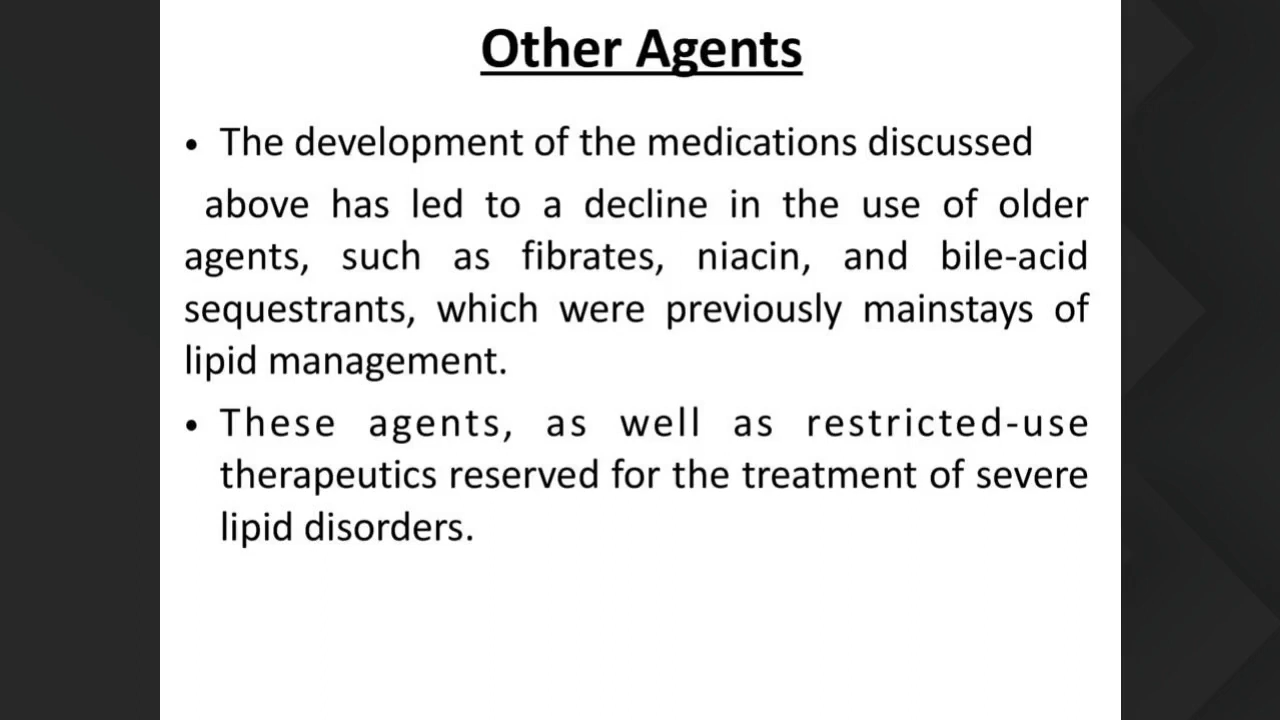 Other Agents
• The development of the medications discussed
above has led to a decline in the use of older
agents, such as fibrates, niacin, and bile-acid
sequestrants, which were previously mainstays of
lipid management.
• These agents, as well as restricted-use
therapeutics reserved for the treatment of severe
lipid disorders.